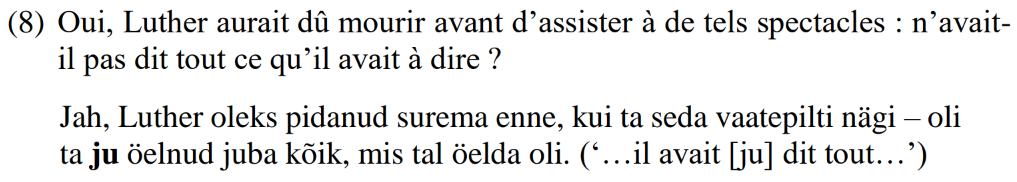 (8) Oui, Luther aurait dû mourir avant d’assister à de tels spectacles : n’avait-
il pas dit tout ce qu’il avait à dire ?
Jah, Luther oleks pidanud surema enne, kui ta seda vaatepilti nägi – oli
ta ju öelnud juba kõik, mis tal öelda oli. (‘…il avait [ju] dit tout…’)